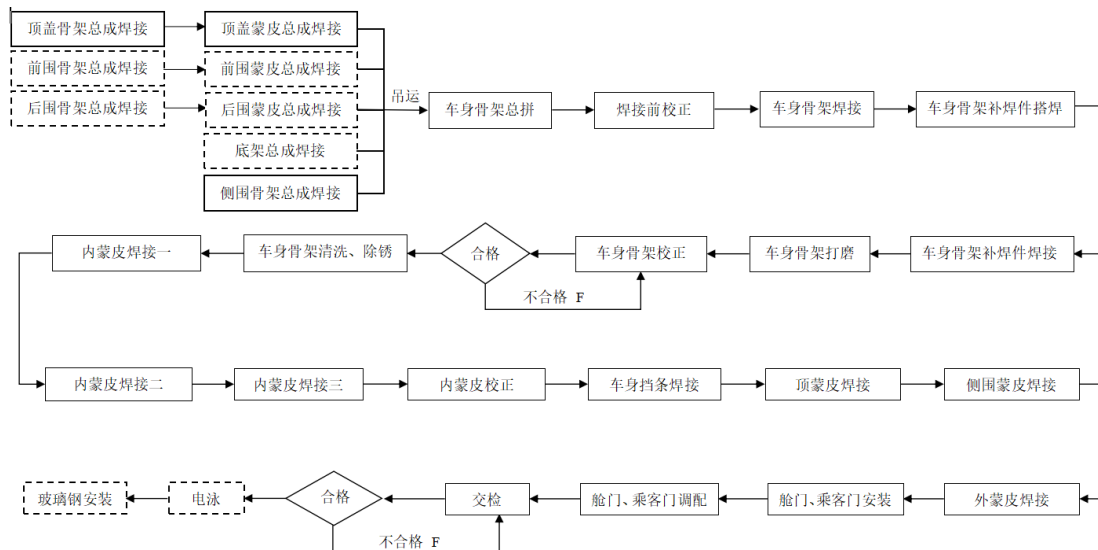 顶盖骨架总成焊接
顶盖蒙皮总成焊接
前围骨架总成焊接
前围蒙皮总成焊接
后围骨架总成焊接
后围蒙皮总成焊接
底架总成焊接
侧围骨架总成焊接
吊运
车身骨架总拼
焊接前校正
车身骨架焊接
车身骨架补焊件搭焊
车身骨架补焊件焊接
车身骨架打磨
车身骨架校正
合格
不合格 F
车身骨架清洗、除锈
内蒙皮焊接一
内蒙皮焊接二
内蒙皮焊接三
内蒙皮校正
车身挡条焊接
顶蒙皮焊接
侧围蒙皮焊接
外蒙皮焊接
舱门、乘客门安装
舱门、乘客门调配
交检
合格
不合格 F
电泳
玻璃钢安装